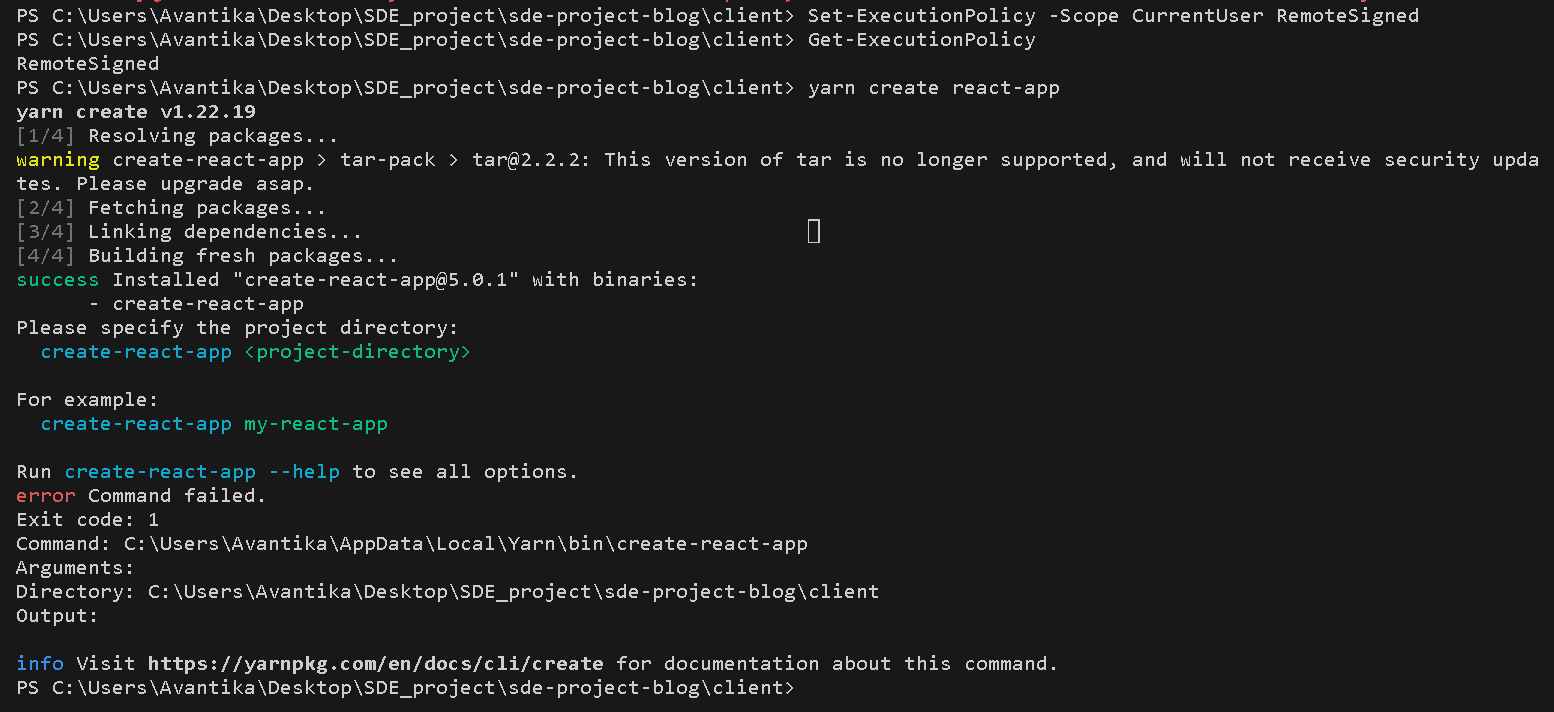 PS C:\Users\Avantika\Desktop\SDE_project\sde-project-blog\client> Set-ExecutionPolicy -Scope CurrentUser RemoteSigned
PS C:\Users\Avantika\Desktop\SDE_project\sde-project-blog\client> Get-ExecutionPolicy
RemoteSigned
PS C:\Users\Avantika\Desktop\SDE_project\sde-project-blog\client> yarn create react-app
yarn create v1.22.19
[1/4] Resolving packages...
warning create-react-app > tar-pack > tar@2.2.2: This version of tar is no longer supported, and will not receive security upda
tes. Please upgrade asap.
[2/4] Fetching packages...
[3/4] Linking dependencies...
[4/4] Building fresh packages...
success Installed "create-react-app@5.0.1" with binaries:
      - create-react-app
Please specify the project directory:
  create-react-app <project-directory>

For example:
  create-react-app my-react-app

Run create-react-app --help to see all options.
error Command failed.
Exit code: 1
Command: C:\Users\Avantika\AppData\Local\Yarn\bin\create-react-app
Arguments:
Directory: C:\Users\Avantika\Desktop\SDE_project\sde-project-blog\client
Output:

info Visit https://yarnpkg.com/en/docs/cli/create for documentation about this command.
PS C:\Users\Avantika\Desktop\SDE_project\sde-project-blog\client>